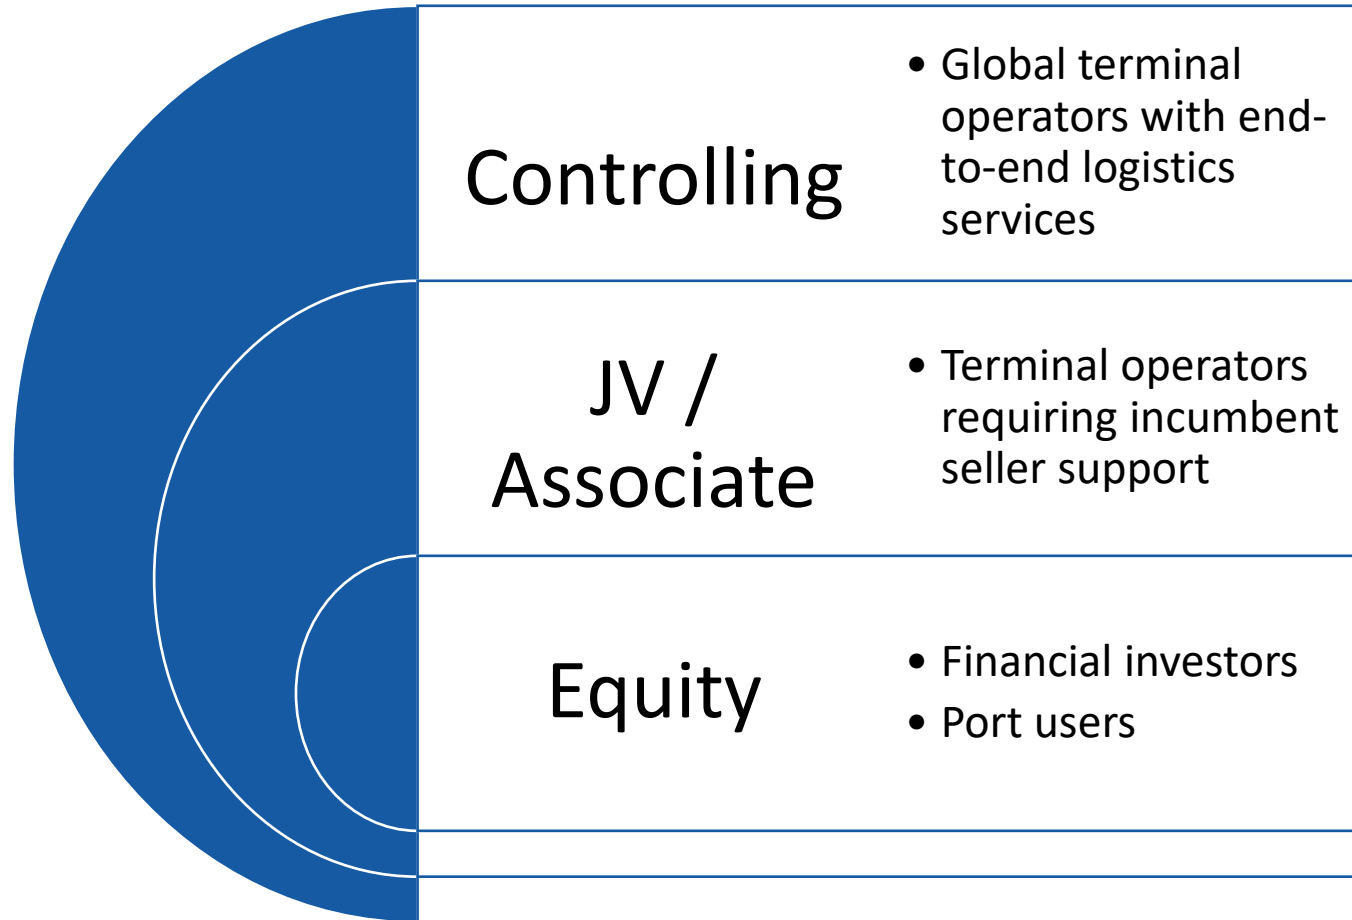 Controlling
• Global terminal
operators with end-
to-end logistics
services
JV /
Associate
• Terminal operators
requiring incumbent
seller support
Equity
• Financial investors
• Port users